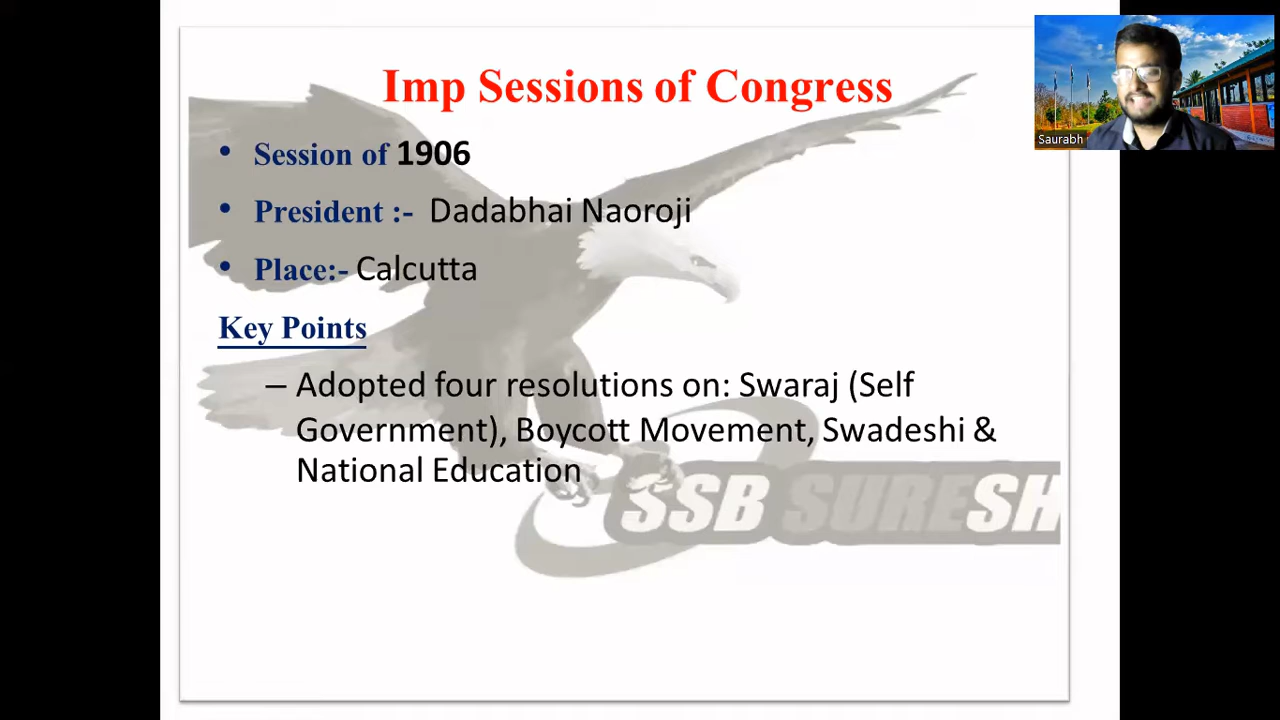 Imp Sessions of Congress
• Session of 1906
• President :- Dadabhai Naoroji
• Place:- Calcutta
Key Points
– Adopted four resolutions on: Swaraj (Self
Government), Boycott Movement, Swadeshi &
National Education
SSB SURESH
Saurabh